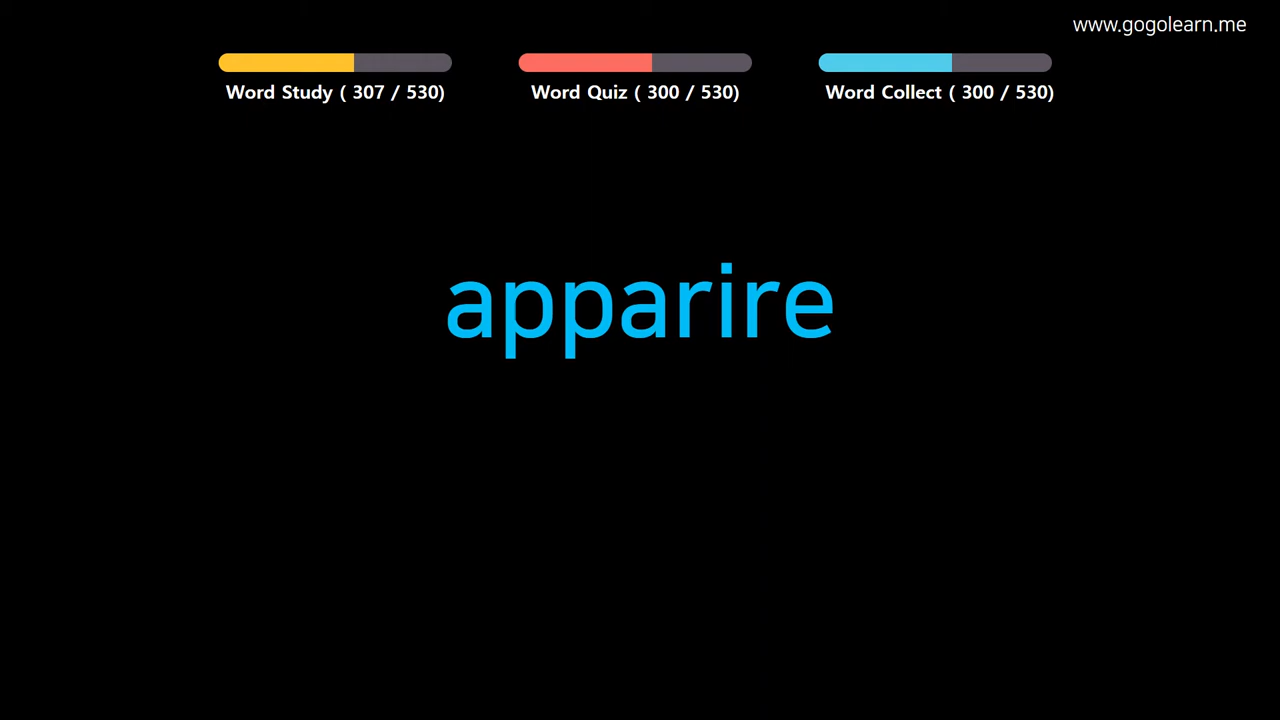 www.gogolearn.me
Word Study ( 307 / 530)
Word Quiz ( 300 / 530)
Word Collect ( 300 / 530)
apparire